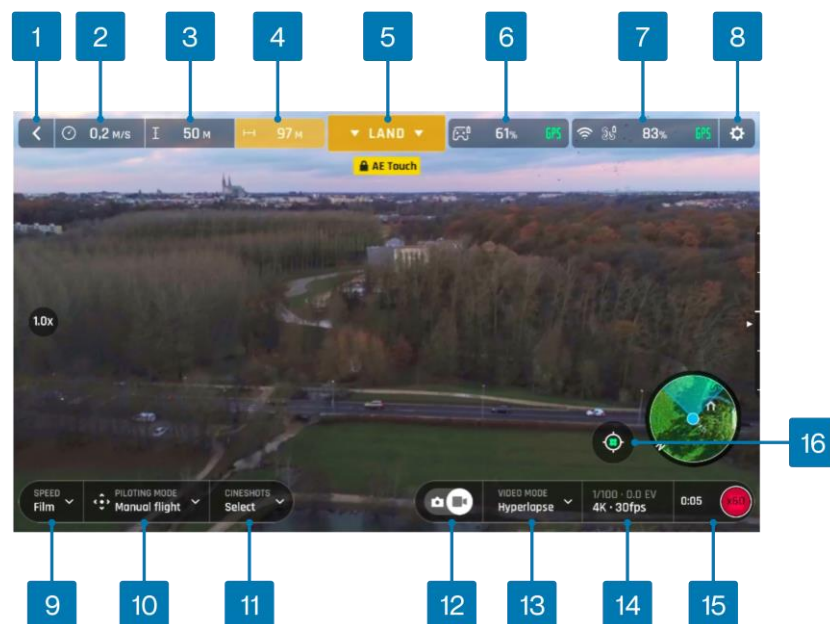 1 2 3 4 5 6 7 8
0,2 M/S 50 M 97 M LAND 61% GPS 83% GPS
AE Touch
1.0x
N
16
SPEED PILOTING MODE CINESHOTS VIDEO MODE 1/100 · 0.0 EV
Film Manual flight Select Hyperlapse 4K · 30fps 0:05 x50
9 10 11 12 13 14 15